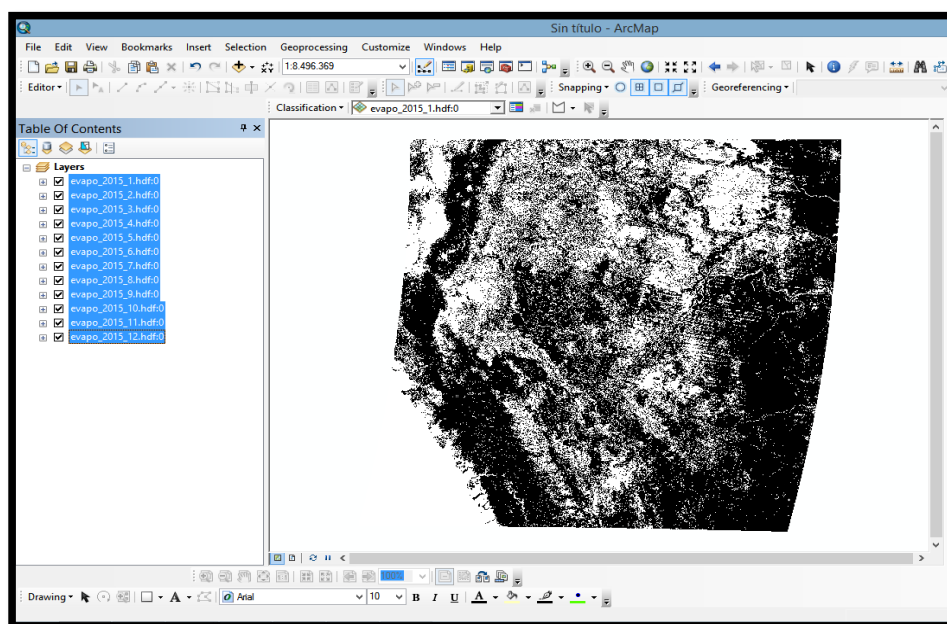 Sin título - ArcMap
File Edit View Bookmarks Insert Selection Geoprocessing Customize Windows Help
1:8.496.369
Editor Snapping Georeferencing
Classification evapo_2015_1.hdf:0
Table Of Contents
Layers
evapo_2015_1.hdf:0
evapo_2015_2.hdf:0
evapo_2015_3.hdf:0
evapo_2015_4.hdf:0
evapo_2015_5.hdf:0
evapo_2015_6.hdf:0
evapo_2015_7.hdf:0
evapo_2015_8.hdf:0
evapo_2015_9.hdf:0
evapo_2015_10.hdf:0
evapo_2015_11.hdf:0
evapo_2015_12.hdf:0
100%
Drawing A Arial 10 B I U A